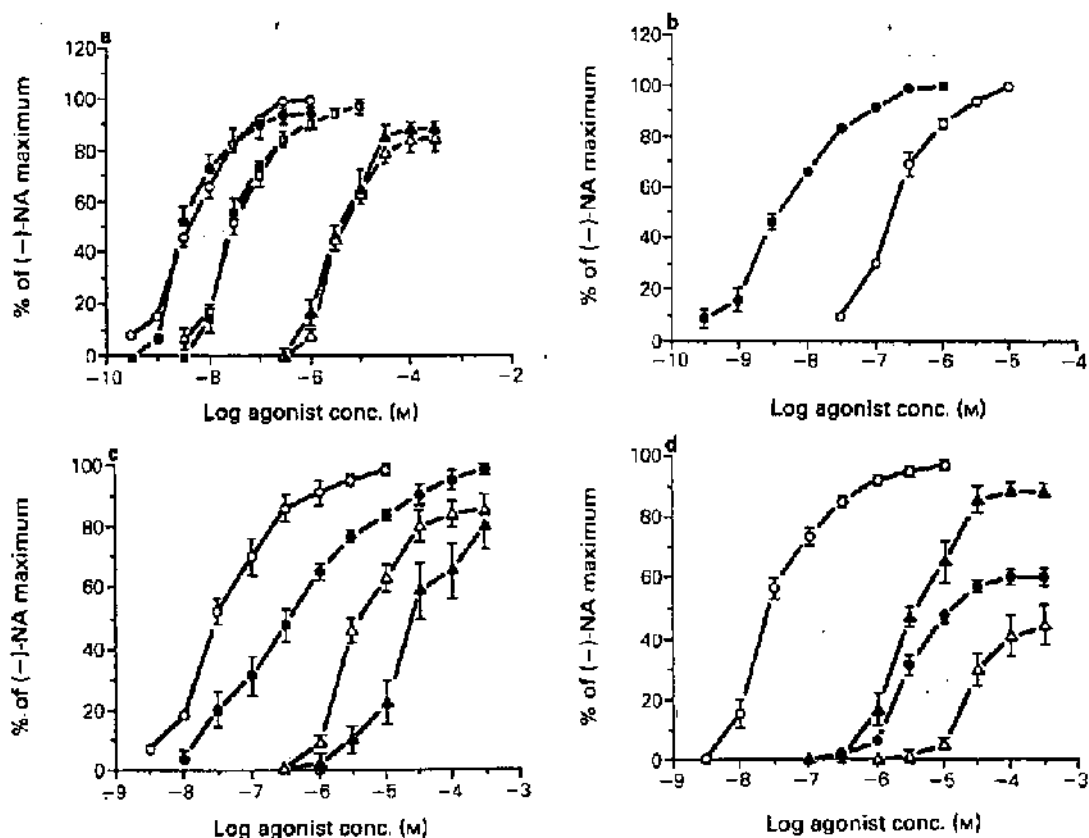 a
120
100
80
60
40
20
0
% of (−)-NA maximum
−10 −8 −6 −4 −2
Log agonist conc. (M)
b
120
100
80
60
40
20
0
% of (−)-NA maximum
−10 −9 −8 −7 −6 −5 −4
Log agonist conc. (M)
c
100
80
60
40
20
0
% of (−)-NA maximum
−9 −8 −7 −6 −5 −4 −3
Log agonist conc. (M)
d
100
80
60
40
20
0
% of (−)-NA maximum
−9 −8 −7 −6 −5 −4 −3
Log agonist conc. (M)